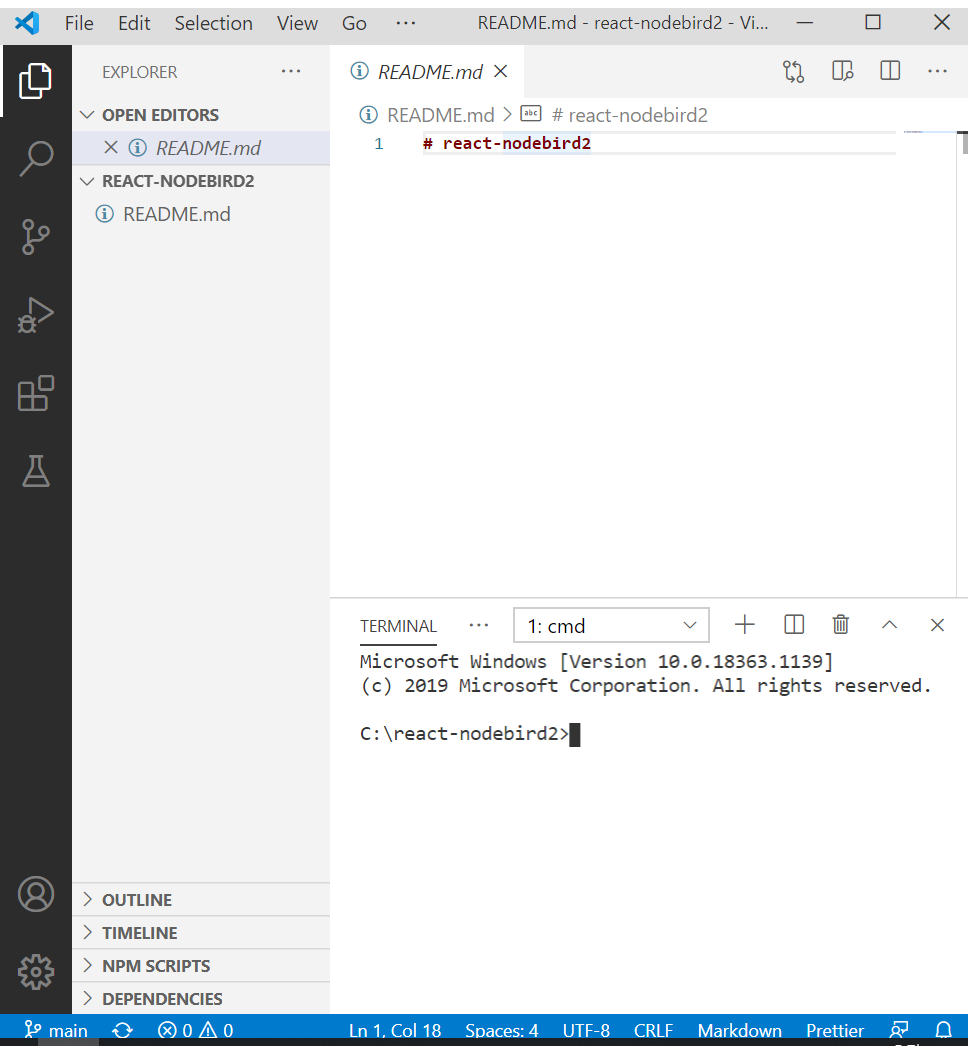 File Edit Selection View Go ··· README.md - react-nodebird2 - Vi...
EXPLORER ···
OPEN EDITORS
README.md
REACT-NODEBIRD2
README.md
OUTLINE
TIMELINE
NPM SCRIPTS
DEPENDENCIES
README.md
README.md > abc # react-nodebird2
1 # react-nodebird2
TERMINAL ··· 1: cmd
Microsoft Windows [Version 10.0.18363.1139]
(c) 2019 Microsoft Corporation. All rights reserved.
C:\react-nodebird2>
main 0 0 Ln 1, Col 18 Spaces: 4 UTF-8 CRLF Markdown Prettier